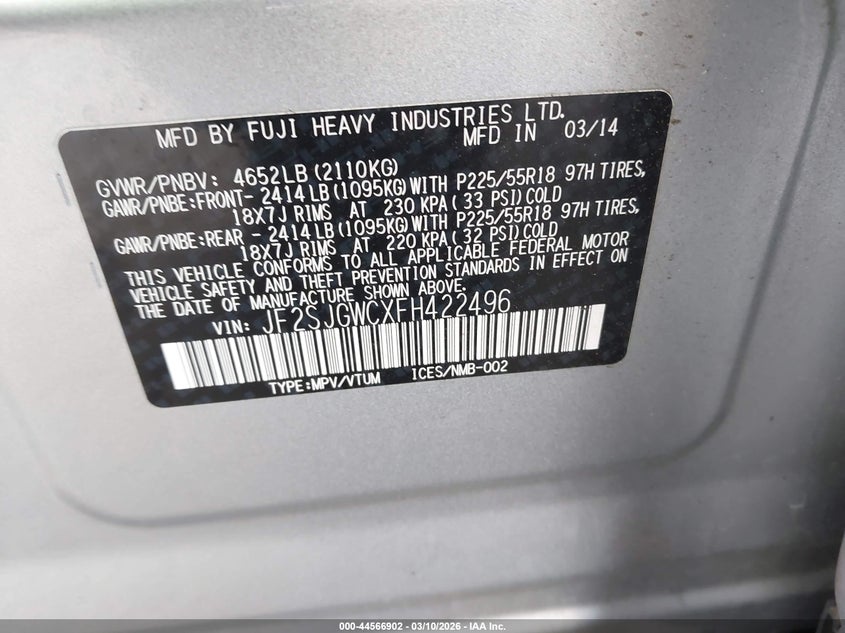 MFD BY FUJI HEAVY INDUSTRIES LTD.
MFD IN 03/14
GVWR/PNBV: 4652LB (2110KG)
GAWR/PNBE:FRONT- 2414LB (1095KG) WITH P225/55R18 97H TIRES,
18X7J RIMS AT 230 KPA (33 PSI) COLD
GAWR/PNBE:REAR - 2414LB (1095KG) WITH P225/55R18 97H TIRES,
18X7J RIMS AT 220 KPA (32 PSI) COLD
THIS VEHICLE CONFORMS TO ALL APPLICABLE FEDERAL MOTOR
VEHICLE SAFETY AND THEFT PREVENTION STANDARDS IN EFFECT ON
THE DATE OF MANUFACTURE SHOWN ABOVE.
VIN: JF2SJGWCXFH422496
TYPE:MPV/VTUM ICES/NMB-002
000-44566902 - 03/10/2026 - IAA Inc.